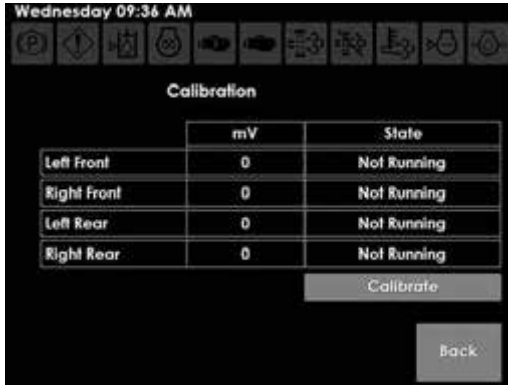 Wednesday 09:36 AM
Calibration
mV State
Left Front 0 Not Running
Right Front 0 Not Running
Left Rear 0 Not Running
Right Rear 0 Not Running
Calibrate
Back